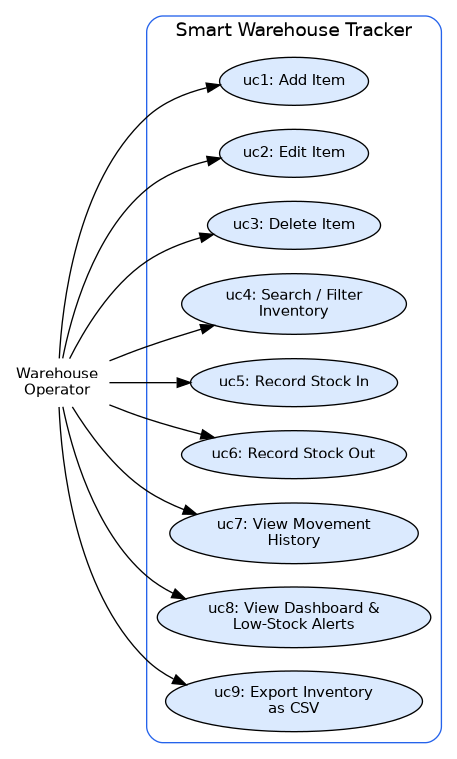 Smart Warehouse Tracker
uc1: Add Item
uc2: Edit Item
uc3: Delete Item
uc4: Search / Filter
Inventory
Warehouse
Operator
uc5: Record Stock In
uc6: Record Stock Out
uc7: View Movement
History
uc8: View Dashboard &
Low-Stock Alerts
uc9: Export Inventory
as CSV